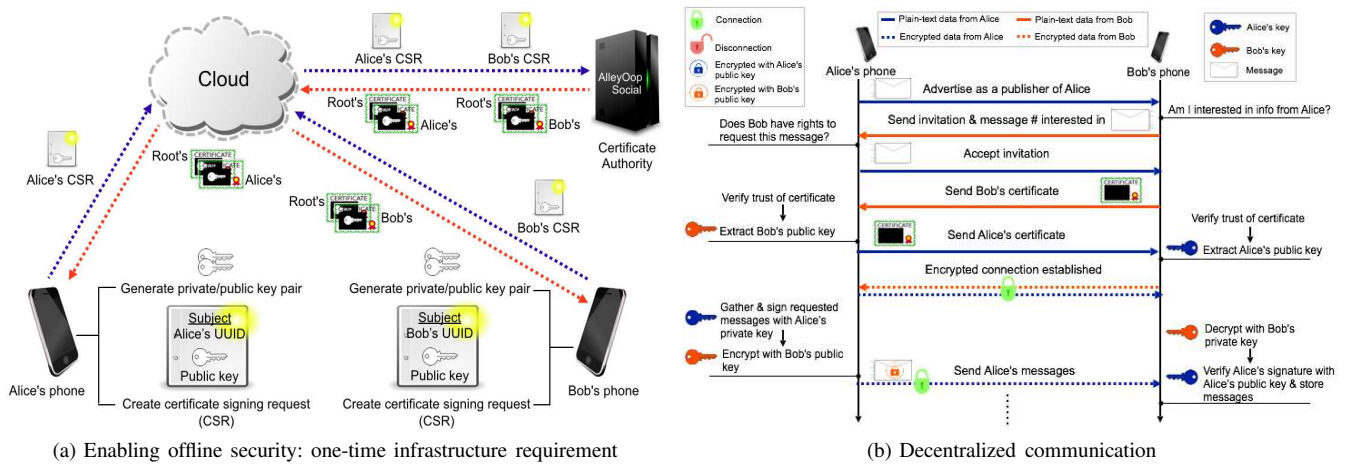 Cloud
Alice's CSR
Bob's CSR
AlleyOop
Social
Root's
CERTIFICATE
Alice's
Root's
CERTIFICATE
Bob's
Certificate
Authority
Alice's CSR
Root's
CERTIFICATE
Alice's
Root's
CERTIFICATE
Bob's
Bob's CSR
Generate private/public key pair
Subject
Alice's UUID
Public key
Alice's phone
Create certificate signing request
(CSR)
Generate private/public key pair
Subject
Bob's UUID
Public key
Bob's phone
Create certificate signing request
(CSR)
(a) Enabling offline security: one-time infrastructure requirement
Connection
Disconnection
Encrypted with Alice's
public key
Encrypted with Bob's
public key
Plain-text data from Alice
Plain-text data from Bob
Encrypted data from Alice
Encrypted data from Bob
Alice's key
Bob's key
Message
Alice's phone
Bob's phone
Advertise as a publisher of Alice
Am I interested in info from Alice?
Send invitation & message # interested in
Does Bob have rights to
request this message?
Accept invitation
Send Bob's certificate
CERTIFICATE
Verify trust of certificate
Extract Bob's public key
CERTIFICATE
Send Alice's certificate
Verify trust of certificate
Extract Alice's public key
Encrypted connection established
Gather & sign requested
messages with Alice's
private key
Encrypt with Bob's public
key
Send Alice's messages
Decrypt with Bob's
private key
Verify Alice's signature with
Alice's public key & store
messages
(b) Decentralized communication